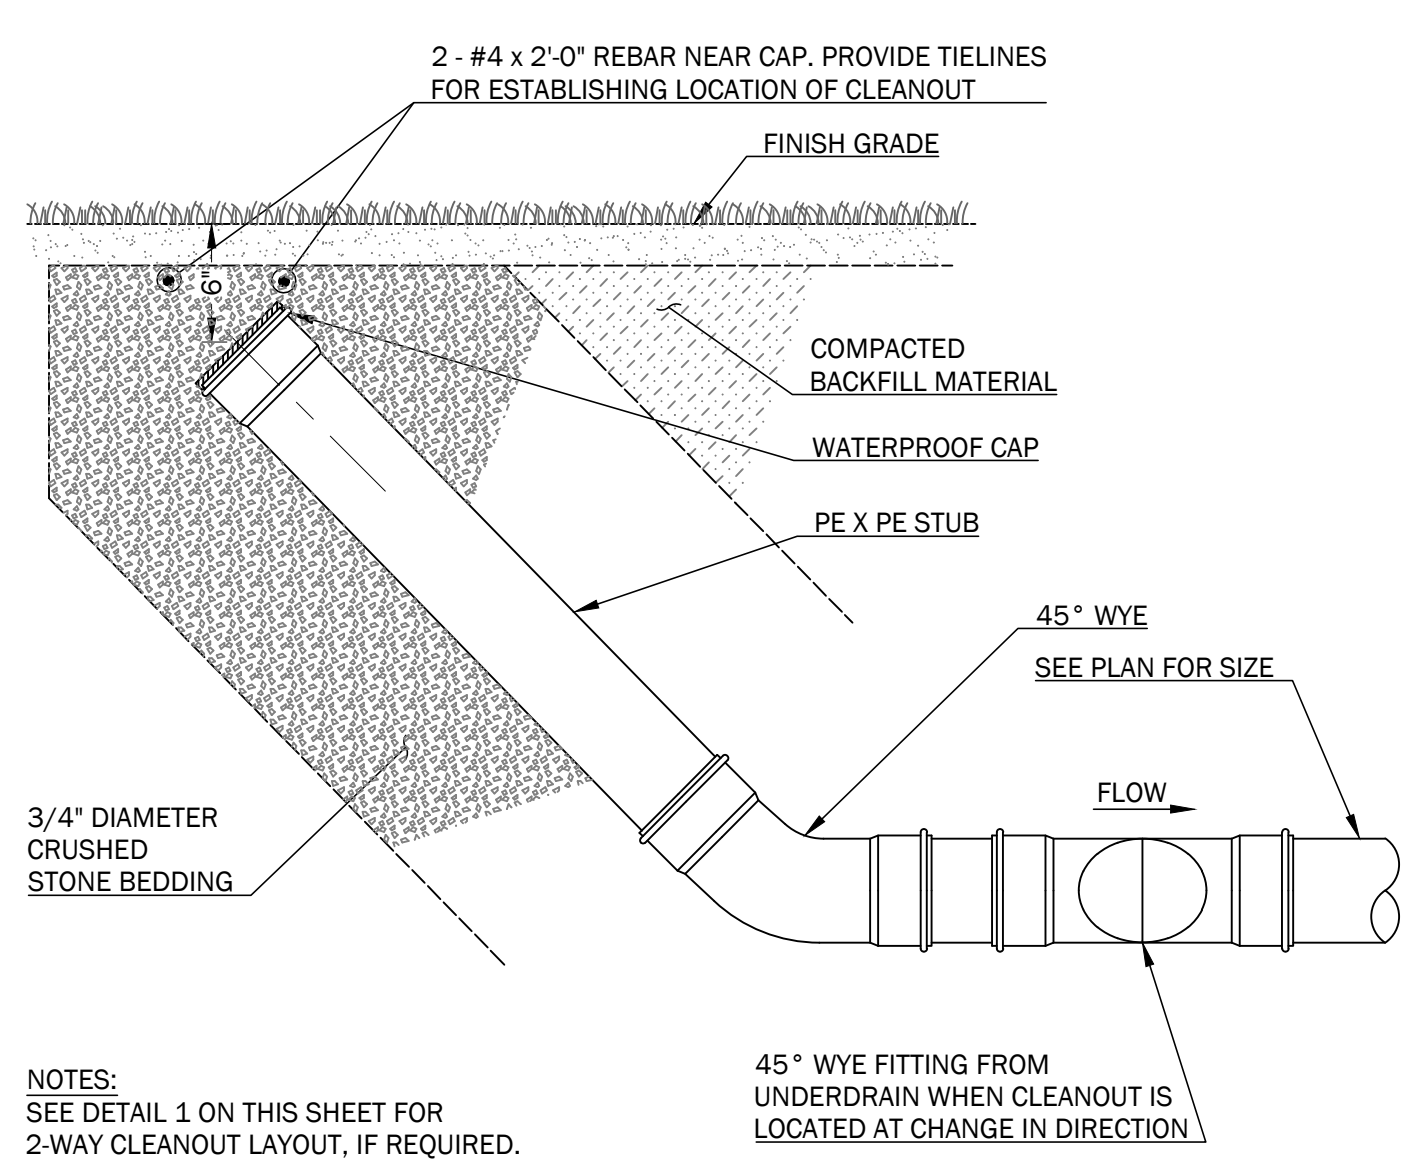 2 - #4 x 2'-0" REBAR NEAR CAP. PROVIDE TIELINES
FOR ESTABLISHING LOCATION OF CLEANOUT
FINISH GRADE
6"
COMPACTED
BACKFILL MATERIAL
WATERPROOF CAP
PE X PE STUB
45° WYE
SEE PLAN FOR SIZE
FLOW
3/4" DIAMETER
CRUSHED
STONE BEDDING
45° WYE FITTING FROM
UNDERDRAIN WHEN CLEANOUT IS
LOCATED AT CHANGE IN DIRECTION
NOTES:
SEE DETAIL 1 ON THIS SHEET FOR
2-WAY CLEANOUT LAYOUT, IF REQUIRED.